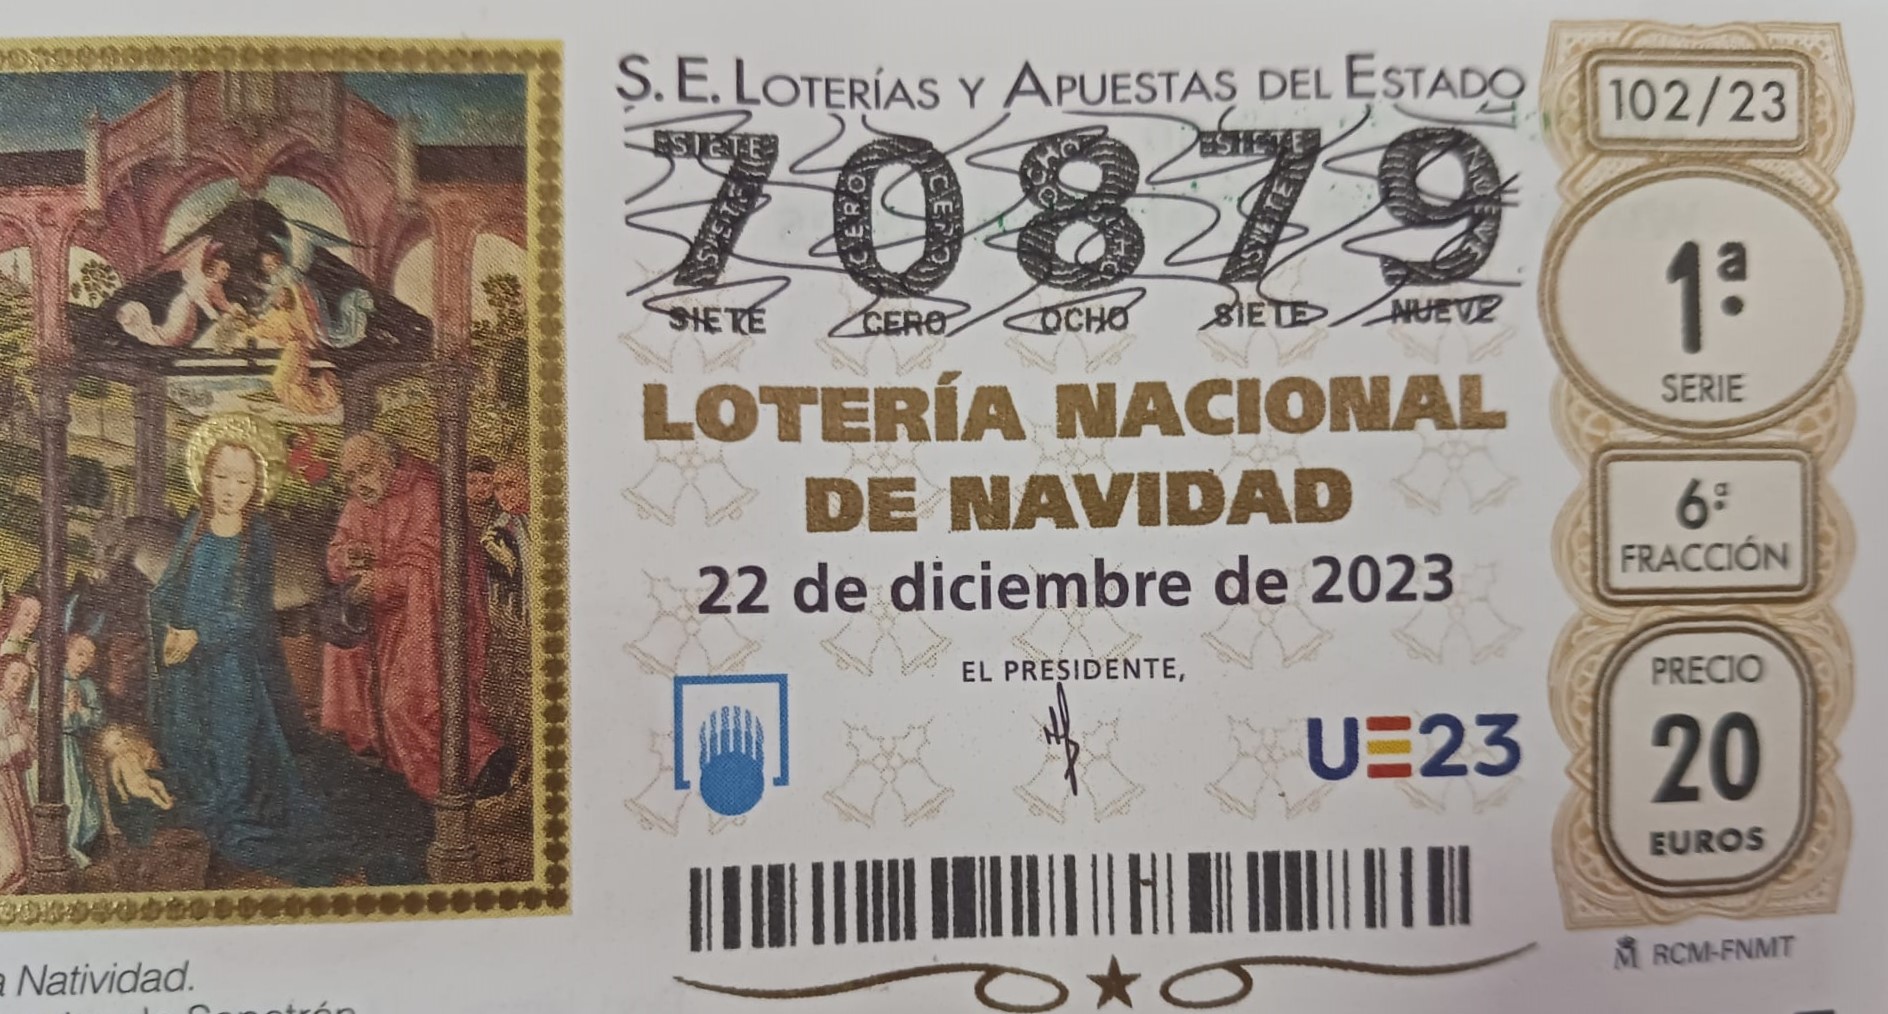 S.E. LOTERÍAS Y APUESTAS DEL ESTADO
70879
SIETE CERO OCHO SIETE NUEVE
LOTERÍA NACIONAL
DE NAVIDAD
22 de diciembre de 2023
EL PRESIDENTE,
UE23
102/23
1ª
SERIE
6ª
FRACCIÓN
PRECIO
20
EUROS
RCM-FNMT
a Natividad.